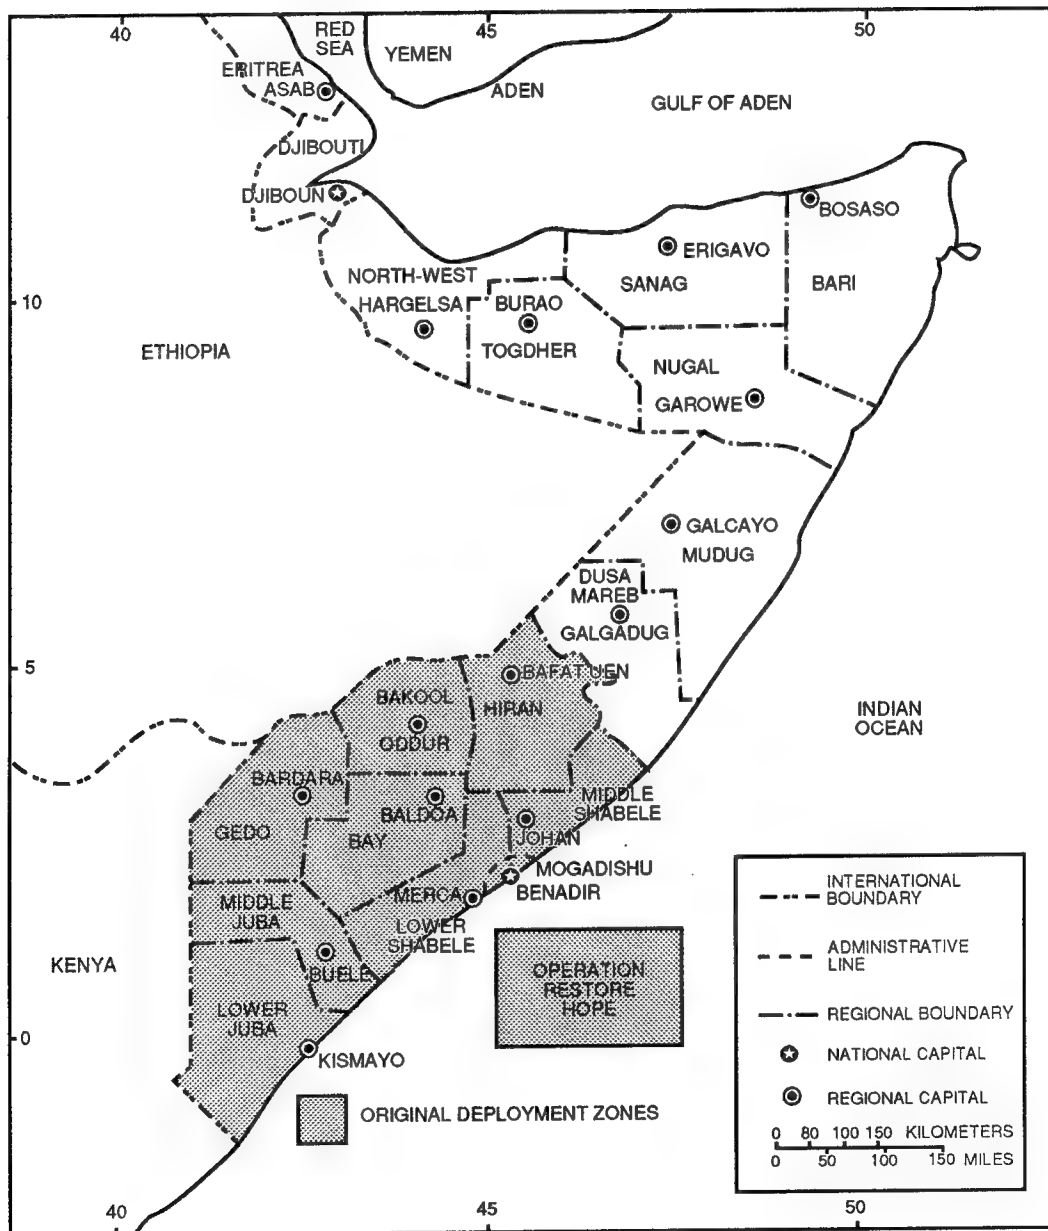 40
45
50
RED
SEA
YEMEN
ERITREA
ASAB
ADEN
GULF OF ADEN
DJIBOUTI
DJIBOUN
BOSASO
ERIGAVO
NORTH-WEST
SANAG
BARI
10
HARGELSA
BURAO
ETHIOPIA
TOGDHER
NUGAL
GAROWE
GALCAYO
MUDUG
DUSA
MAREB
GALGADUG
5
BAFAT'UEN
BAKOOL
HIRAN
INDIAN
OCEAN
ODDUR
BARDARA
MIDDLE
SHABELE
BALDOA
GEDO
BAY
JOHAN
MOGADISHU
BENADIR
MERCA
MIDDLE
JUBA
LOWER
SHABELE
KENYA
BUELE
OPERATION
RESTORE
HOPE
LOWER
JUBA
0
KISMAYO
ORIGINAL DEPLOYMENT ZONES
INTERNATIONAL
BOUNDARY
ADMINISTRATIVE
LINE
REGIONAL BOUNDARY
NATIONAL CAPITAL
REGIONAL CAPITAL
0 80 100 150 KILOMETERS
0 50 100 150 MILES
40
45
50